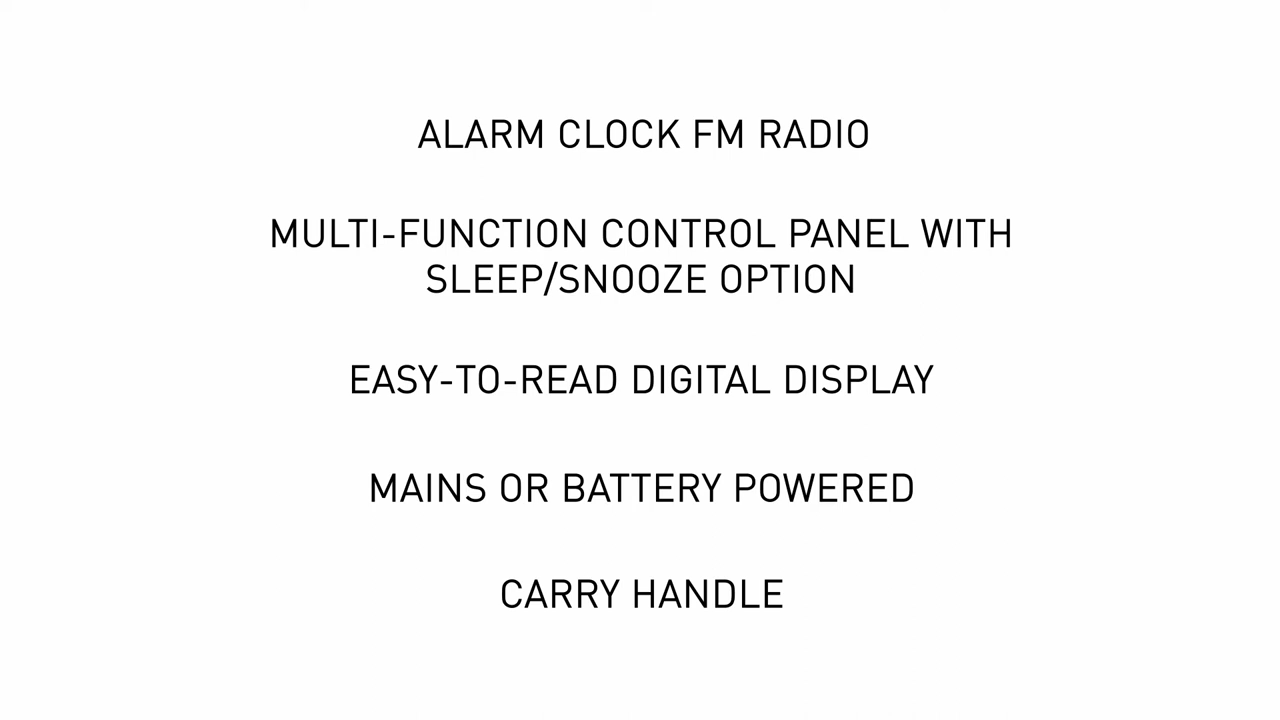 ALARM CLOCK FM RADIO
MULTI-FUNCTION CONTROL PANEL WITH
SLEEP/SNOOZE OPTION
EASY-TO-READ DIGITAL DISPLAY
MAINS OR BATTERY POWERED
CARRY HANDLE